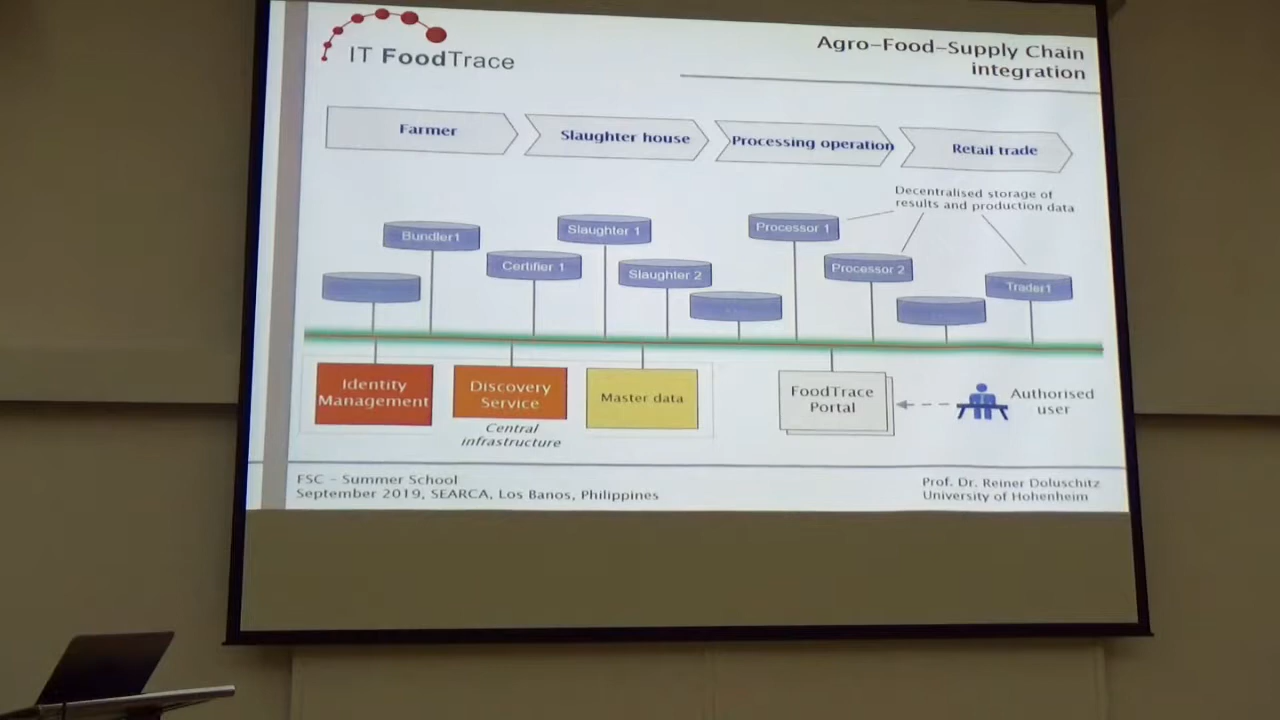 IT FoodTrace
Agro-Food-Supply Chain
integration
Farmer
Slaughter house
Processing operation
Retail trade
Decentralised storage of
results and production data
Bundler1
Certifier 1
Slaughter 1
Slaughter 2
Processor 1
Processor 2
Trader1
Identity
Management
Discovery
Service
Master data
FoodTrace
Portal
Authorised
user
Central
infrastructure
FSC - Summer School
September 2019, SEARCA, Los Banos, Philippines
Prof. Dr. Reiner Doluschitz
University of Hohenheim